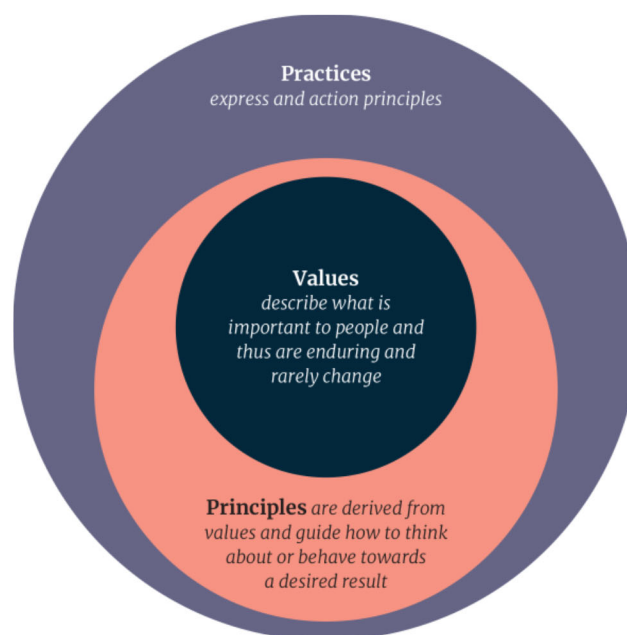 Practices
express and action principles
Values
describe what is
important to people and
thus are enduring and
rarely change
Principles are derived from
values and guide how to think
about or behave towards
a desired result